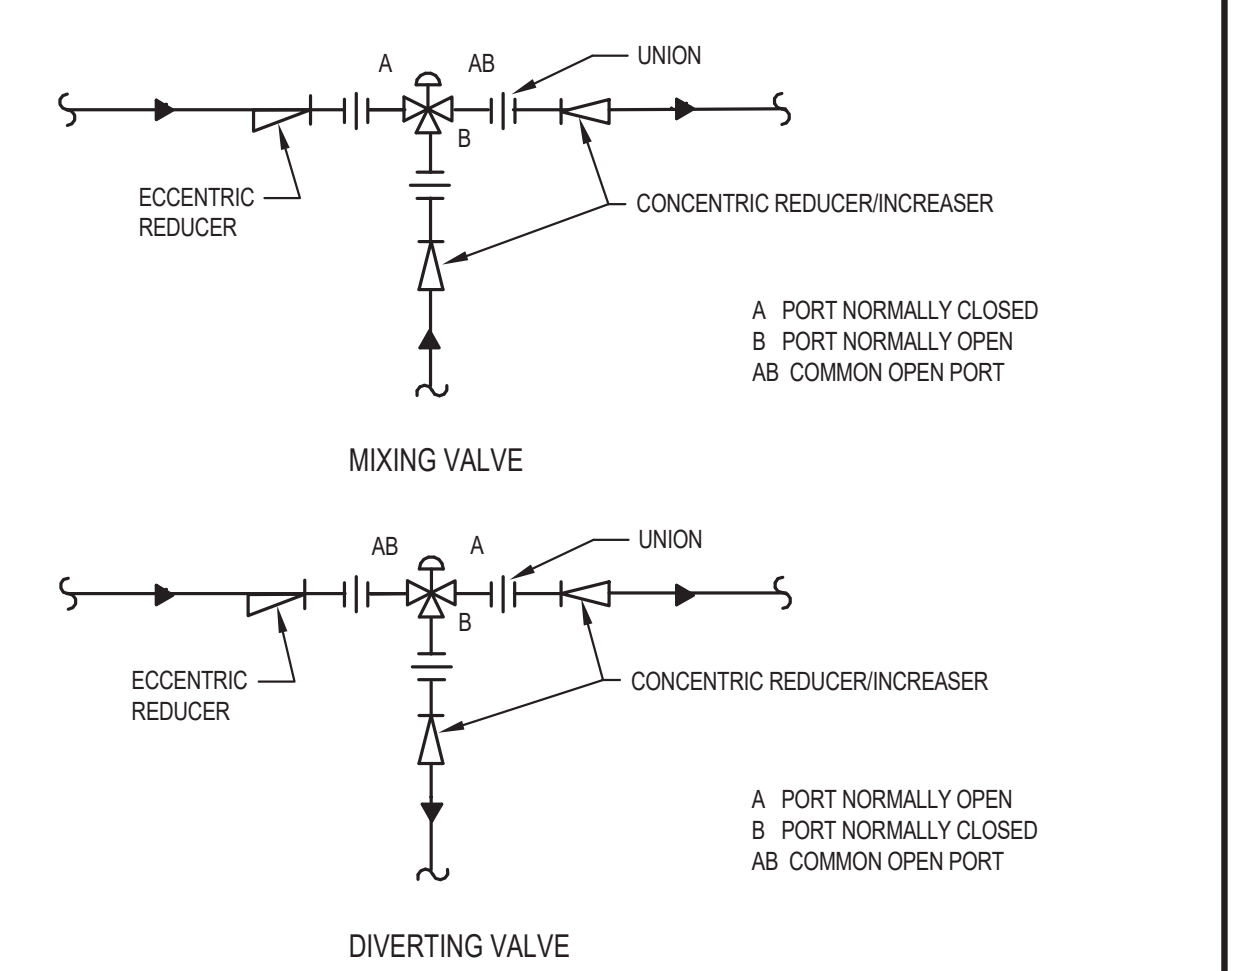 A
AB
UNION
B
ECCENTRIC
REDUCER
CONCENTRIC REDUCER/INCREASER
A PORT NORMALLY CLOSED
B PORT NORMALLY OPEN
AB COMMON OPEN PORT
MIXING VALVE
AB
A
UNION
B
ECCENTRIC
REDUCER
CONCENTRIC REDUCER/INCREASER
A PORT NORMALLY OPEN
B PORT NORMALLY CLOSED
AB COMMON OPEN PORT
DIVERTING VALVE